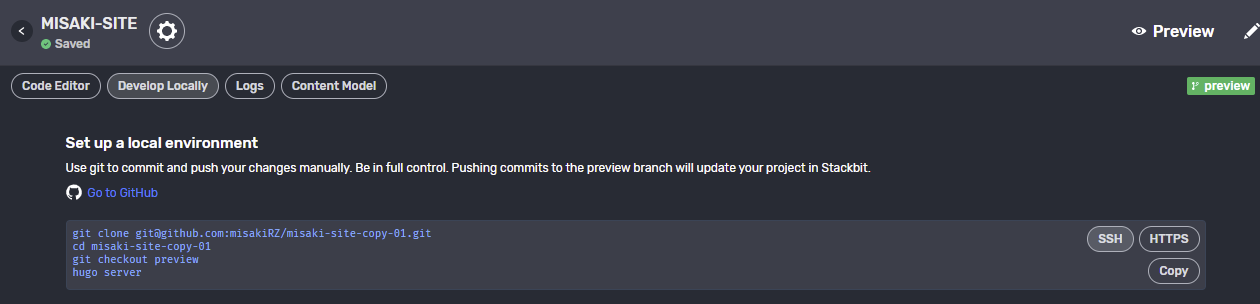 MISAKI-SITE
Saved
Preview
Code Editor
Develop Locally
Logs
Content Model
preview
Set up a local environment
Use git to commit and push your changes manually. Be in full control. Pushing commits to the preview branch will update your project in Stackbit.
Go to GitHub
git clone git@github.com:misakiRZ/misaki-site-copy-01.git
cd misaki-site-copy-01
git checkout preview
hugo server
SSH
HTTPS
Copy